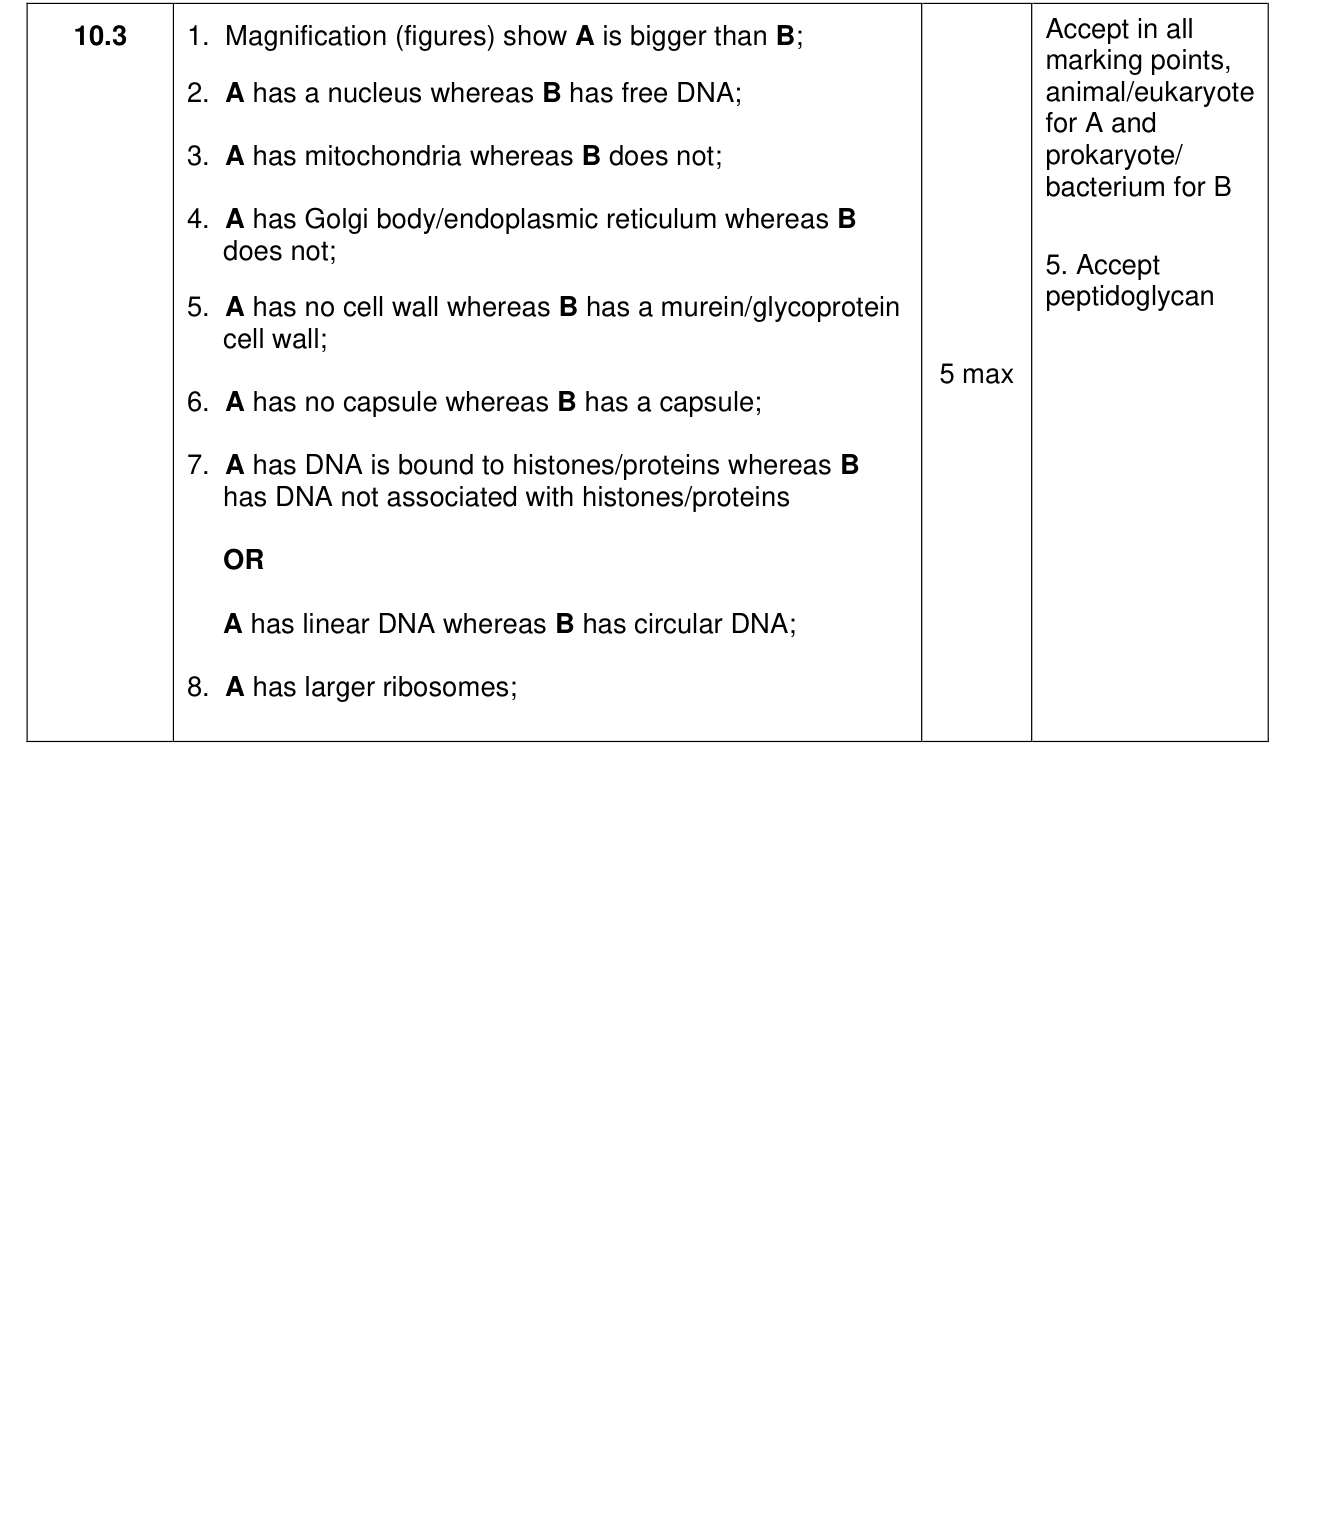 10.3
1. Magnification (figures) show A is bigger than B;
2. A has a nucleus whereas B has free DNA;
3. A has mitochondria whereas B does not;
4. A has Golgi body/endoplasmic reticulum whereas B
does not;
5. A has no cell wall whereas B has a murein/glycoprotein
cell wall;
6. A has no capsule whereas B has a capsule;
7. A has DNA is bound to histones/proteins whereas B
has DNA not associated with histones/proteins
OR
A has linear DNA whereas B has circular DNA;
8. A has larger ribosomes;
5 max
Accept in all
marking points,
animal/eukaryote
for A and
prokaryote/
bacterium for B
5. Accept
peptidoglycan